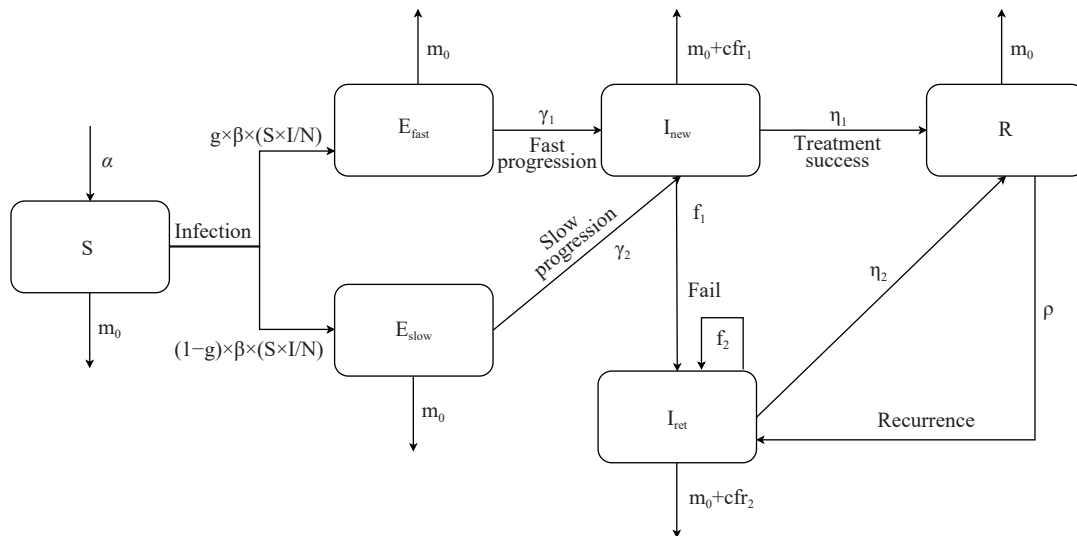 m₀
m₀+cfr₁
m₀
α
g×β×(S×I/N)
E_fast
γ₁
Fast
progression
I_new
η₁
Treatment
success
R
S
Infection
m₀
(1−g)×β×(S×I/N)
E_slow
m₀
Slow
progression
γ₂
f₁
Fail
f₂
η₂
ρ
I_ret
Recurrence
m₀+cfr₂